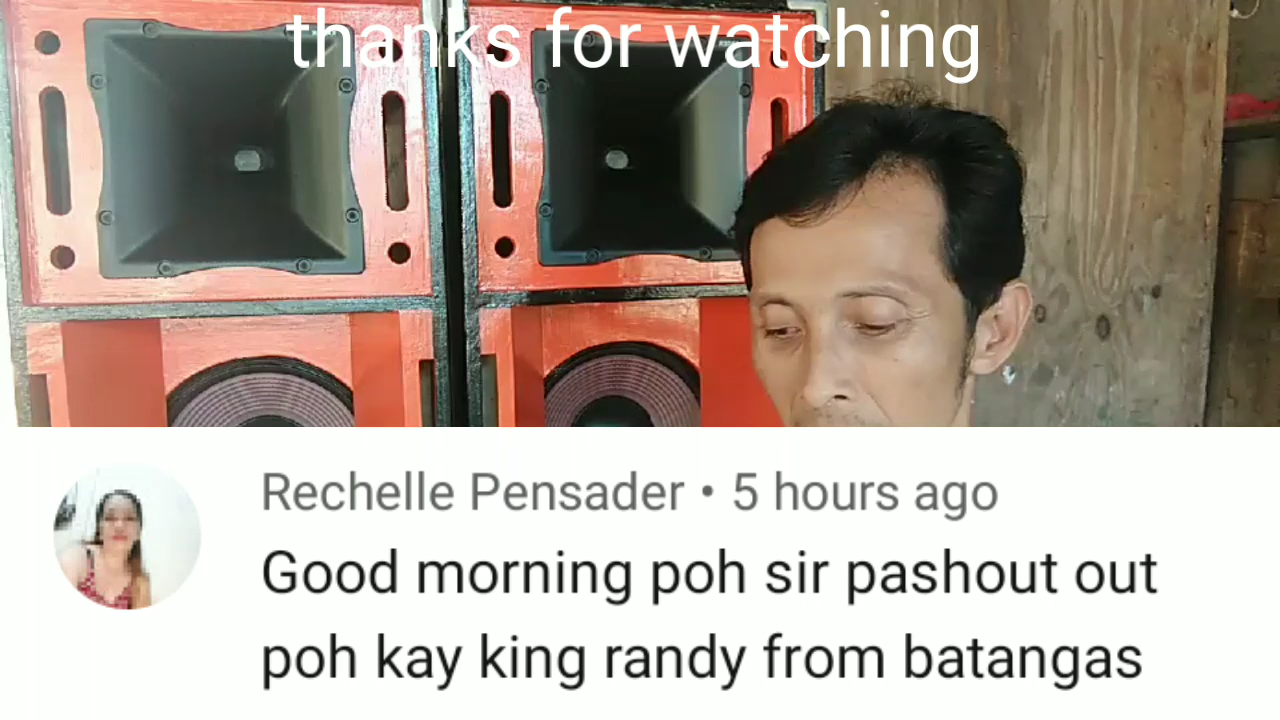 thanks for watching
Rechelle Pensader • 5 hours ago
Good morning poh sir pashout out
poh kay king randy from batangas